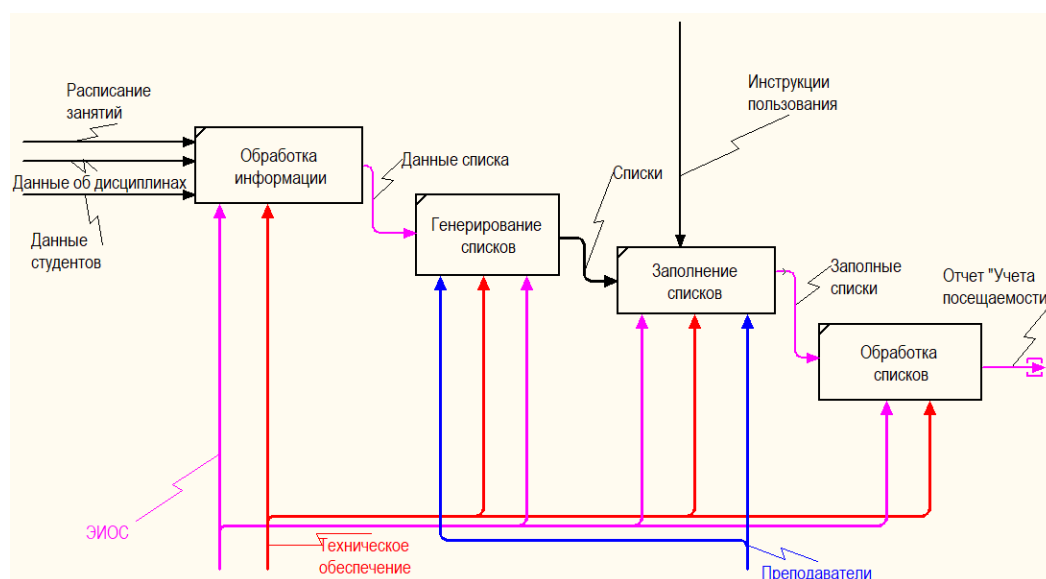 Расписание
занятий
Данные об дисциплинах
Данные
студентов
Обработка
информации
Данные списка
Генерирование
списков
Списки
Инструкции
пользования
Заполнение
списков
Заполные
списки
Обработка
списков
Отчет "Учета
посещаемости
ЭИОС
Техническое
обеспечение
Преподаватели